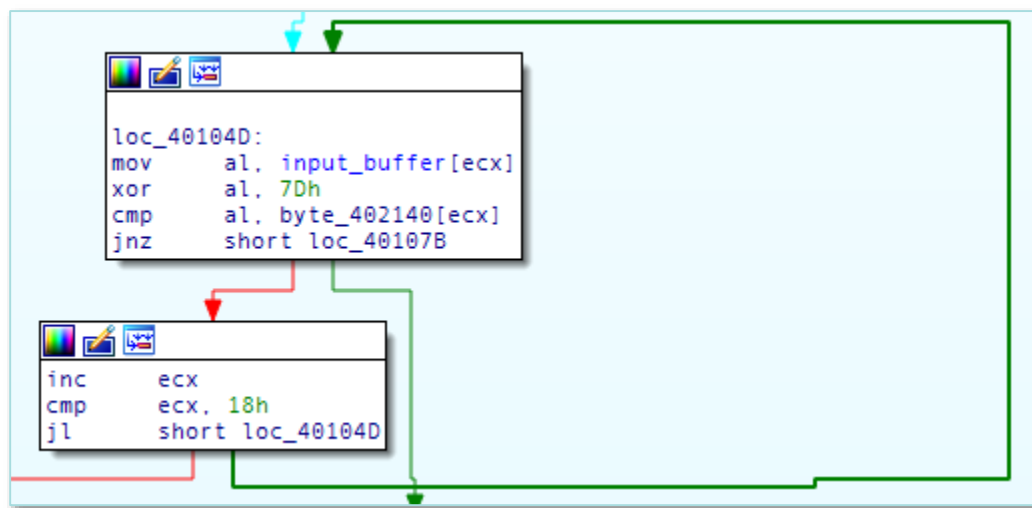 loc_40104D:
mov al, input_buffer[ecx]
xor al, 7Dh
cmp al, byte_402140[ecx]
jnz short loc_40107B
inc ecx
cmp ecx, 18h
jl short loc_40104D